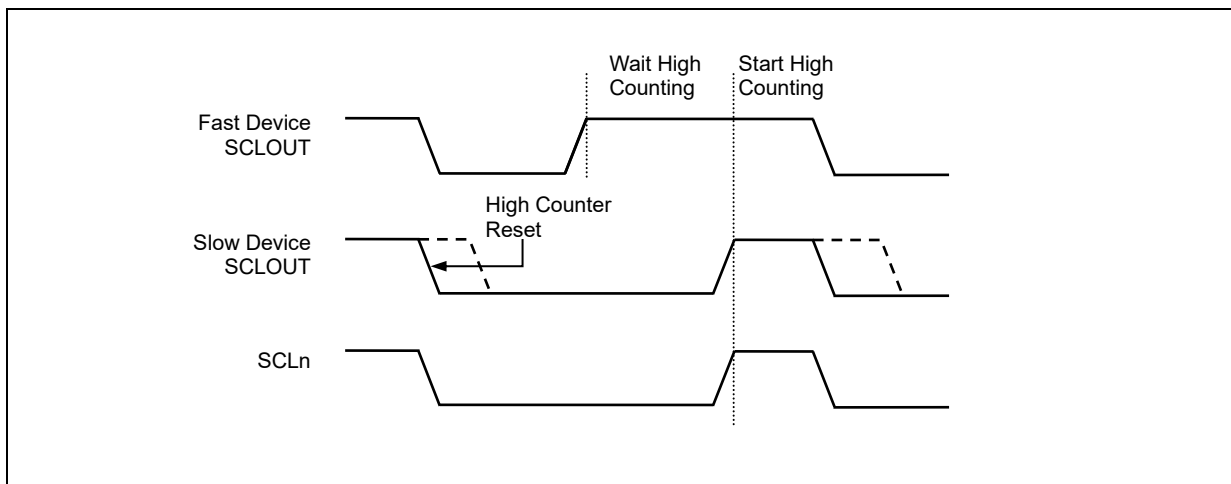 Wait High
Counting
Start High
Counting
Fast Device
SCLOUT
High Counter
Reset
Slow Device
SCLOUT
SCLn